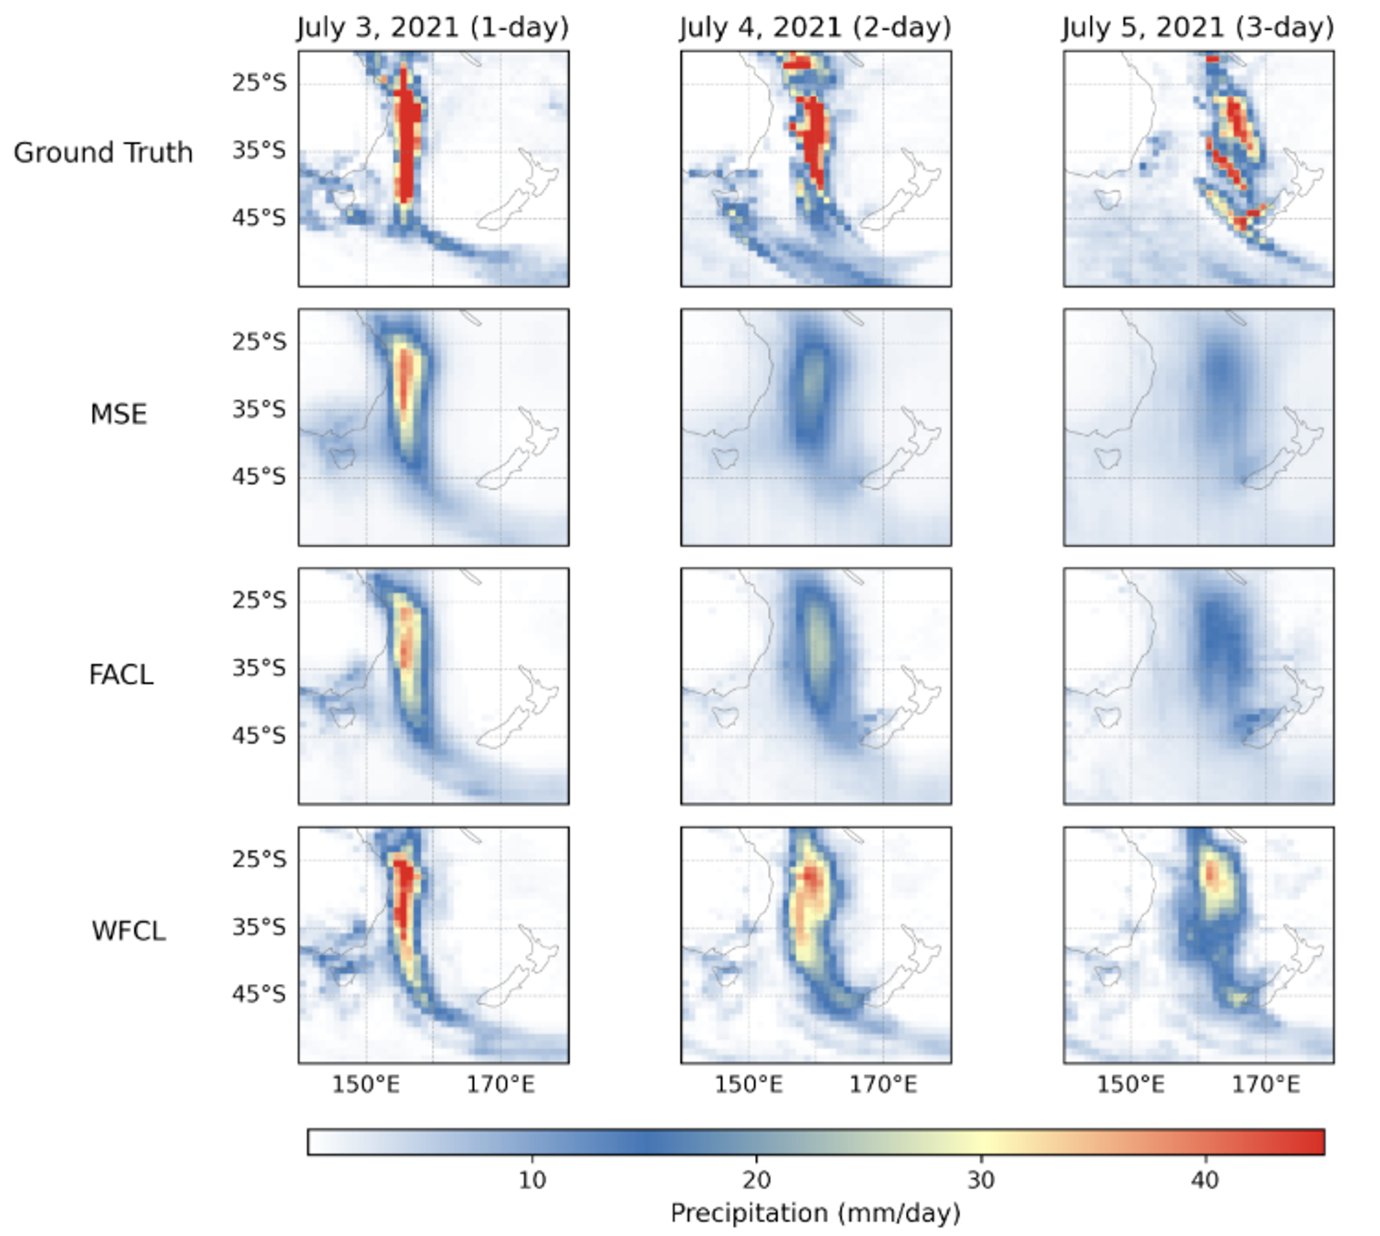 July 3, 2021 (1-day) July 4, 2021 (2-day) July 5, 2021 (3-day)
25°S
Ground Truth 35°S
45°S
25°S
MSE 35°S
45°S
25°S
FACL 35°S
45°S
25°S
WFCL 35°S
45°S
150°E 170°E 150°E 170°E 150°E 170°E
10 20 30 40
Precipitation (mm/day)